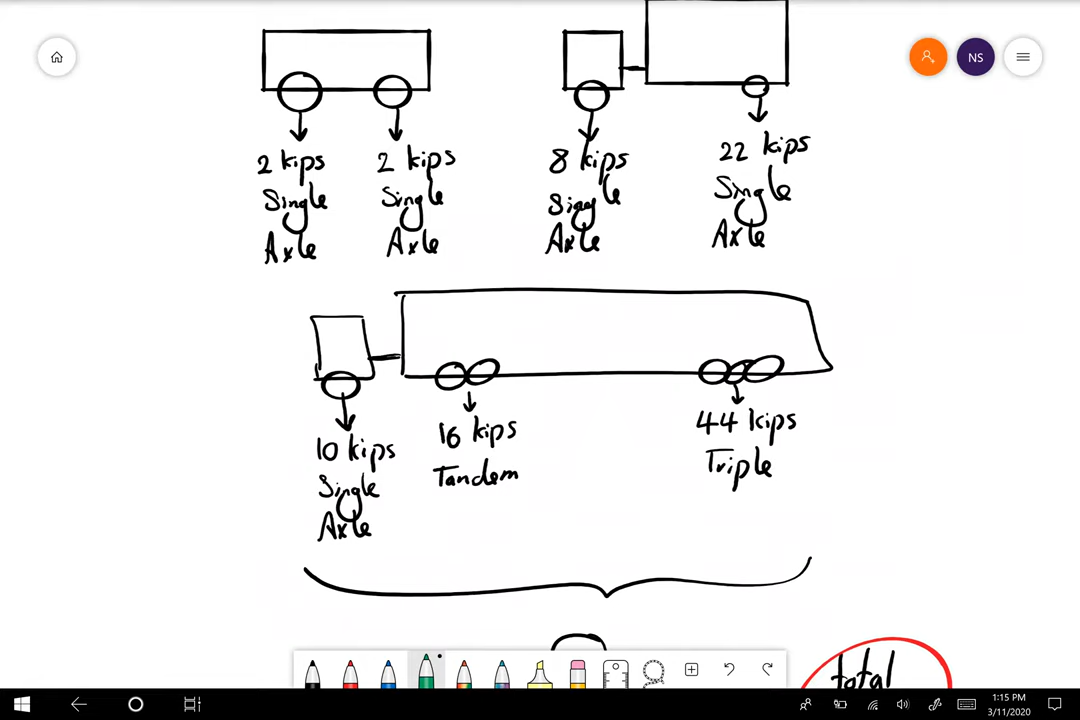 NS
2 kips
Single
Axle
2 kips
Single
Axle
8 kips
Single
Axle
22 kips
Single
Axle
10 kips
Single
Axle
16 kips
Tandem
44 kips
Triple
total
1:15 PM
3/11/2020